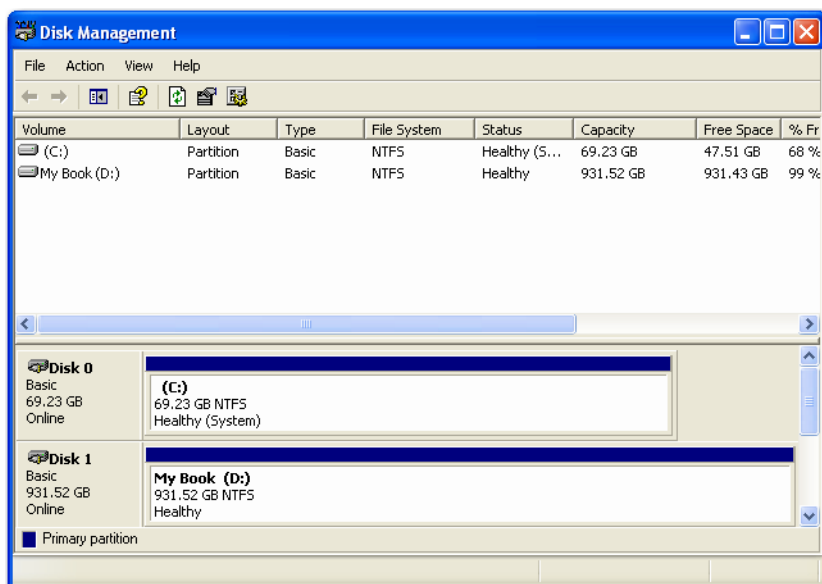 Disk Management
File Action View Help
Volume Layout Type File System Status Capacity Free Space % Fr
(C:) Partition Basic NTFS Healthy (S... 69.23 GB 47.51 GB 68 %
My Book (D:) Partition Basic NTFS Healthy 931.52 GB 931.43 GB 99 %
Disk 0
Basic
69.23 GB
Online
(C:)
69.23 GB NTFS
Healthy (System)
Disk 1
Basic
931.52 GB
Online
My Book (D:)
931.52 GB NTFS
Healthy
Primary partition